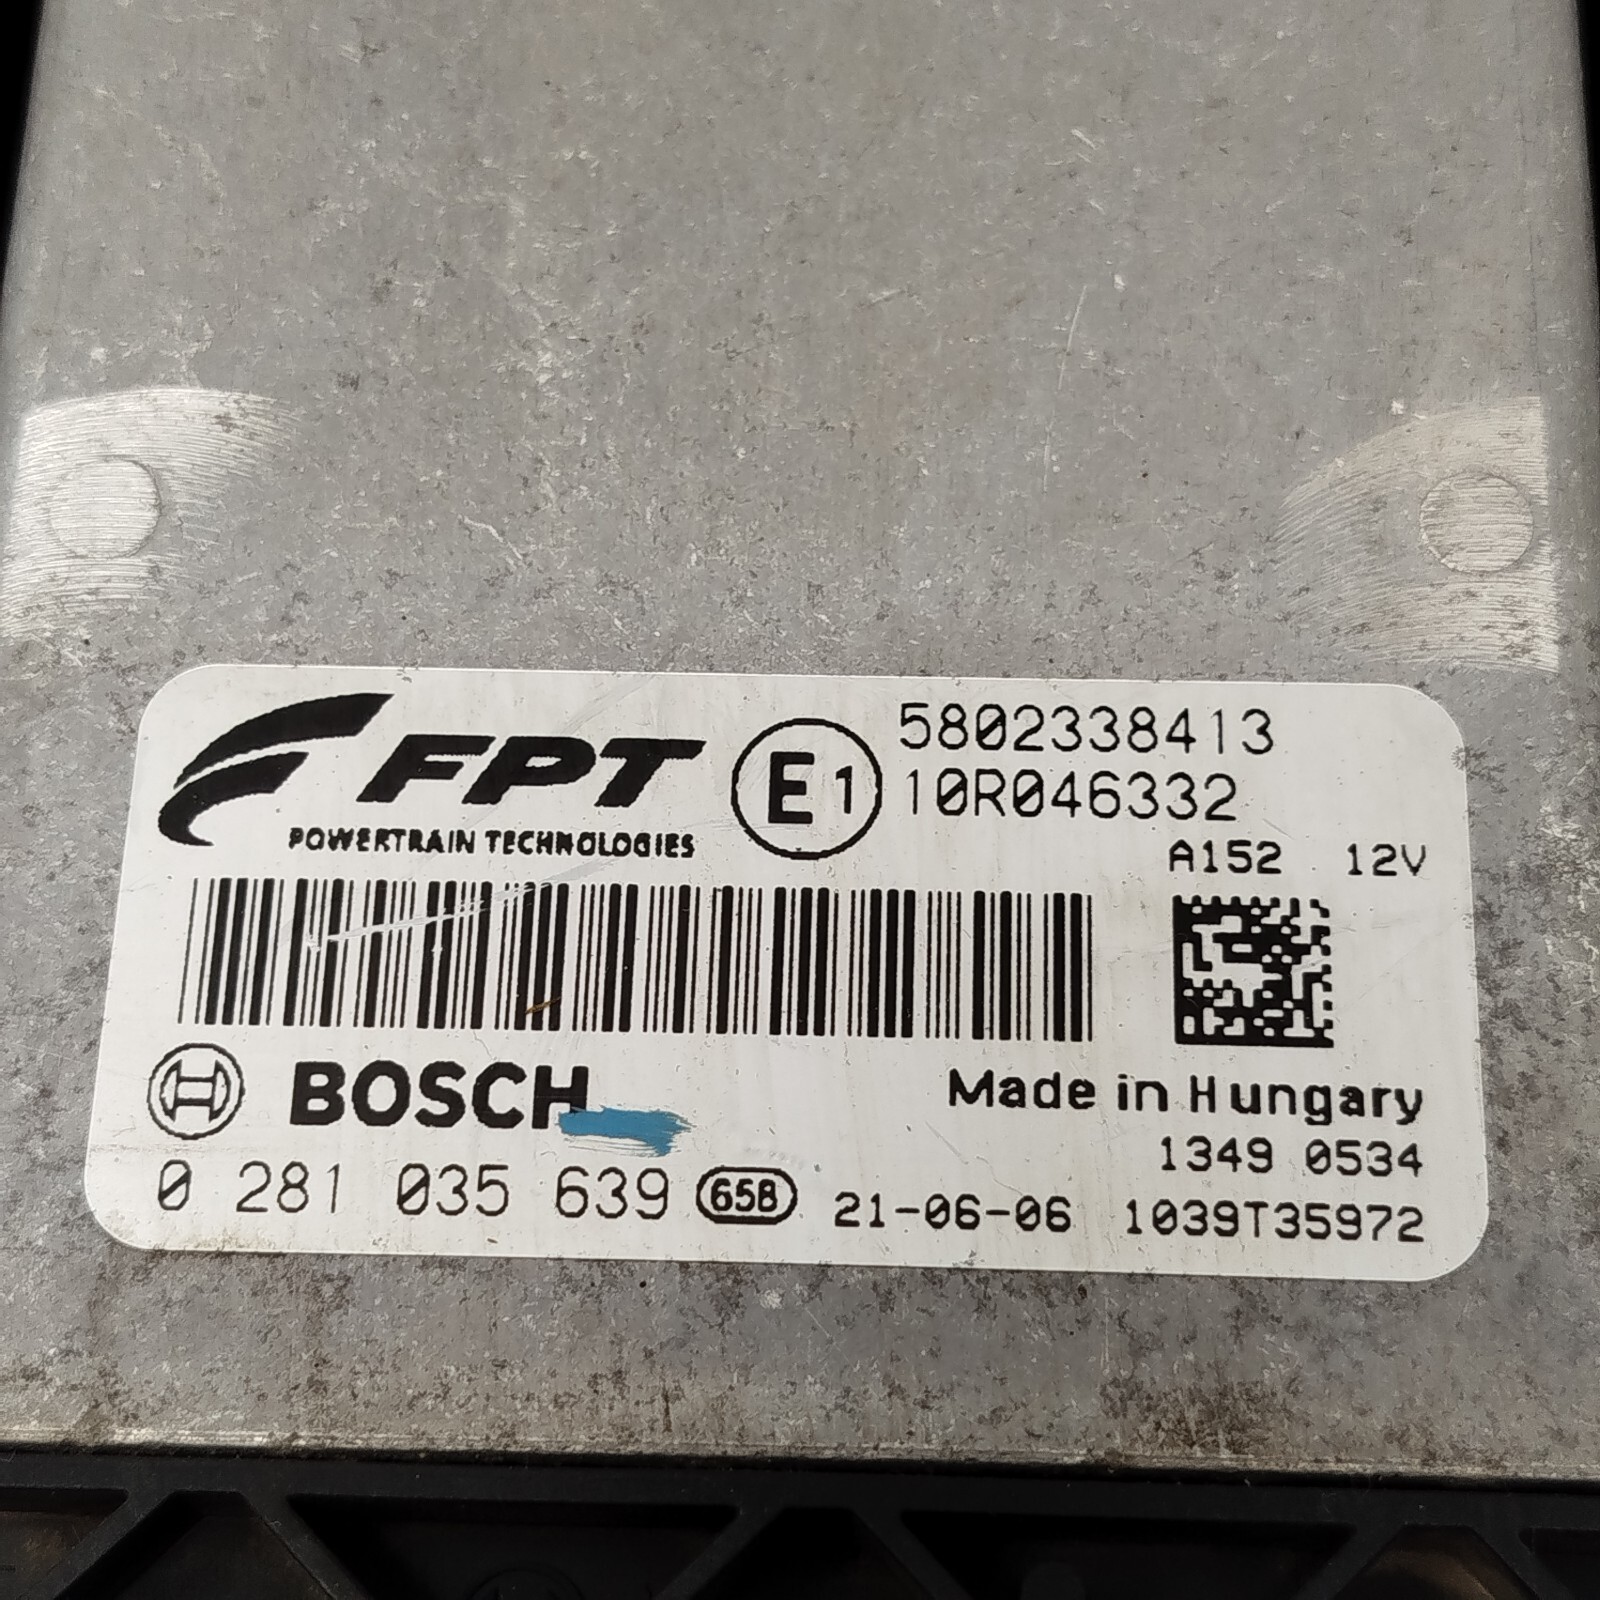 FPT
POWERTRAIN TECHNOLOGIES
E1
5802338413
10R046332
A152 12V
BOSCH
Made in Hungary
1349 0534
0 281 035 639 65B 21-06-06 1039T35972